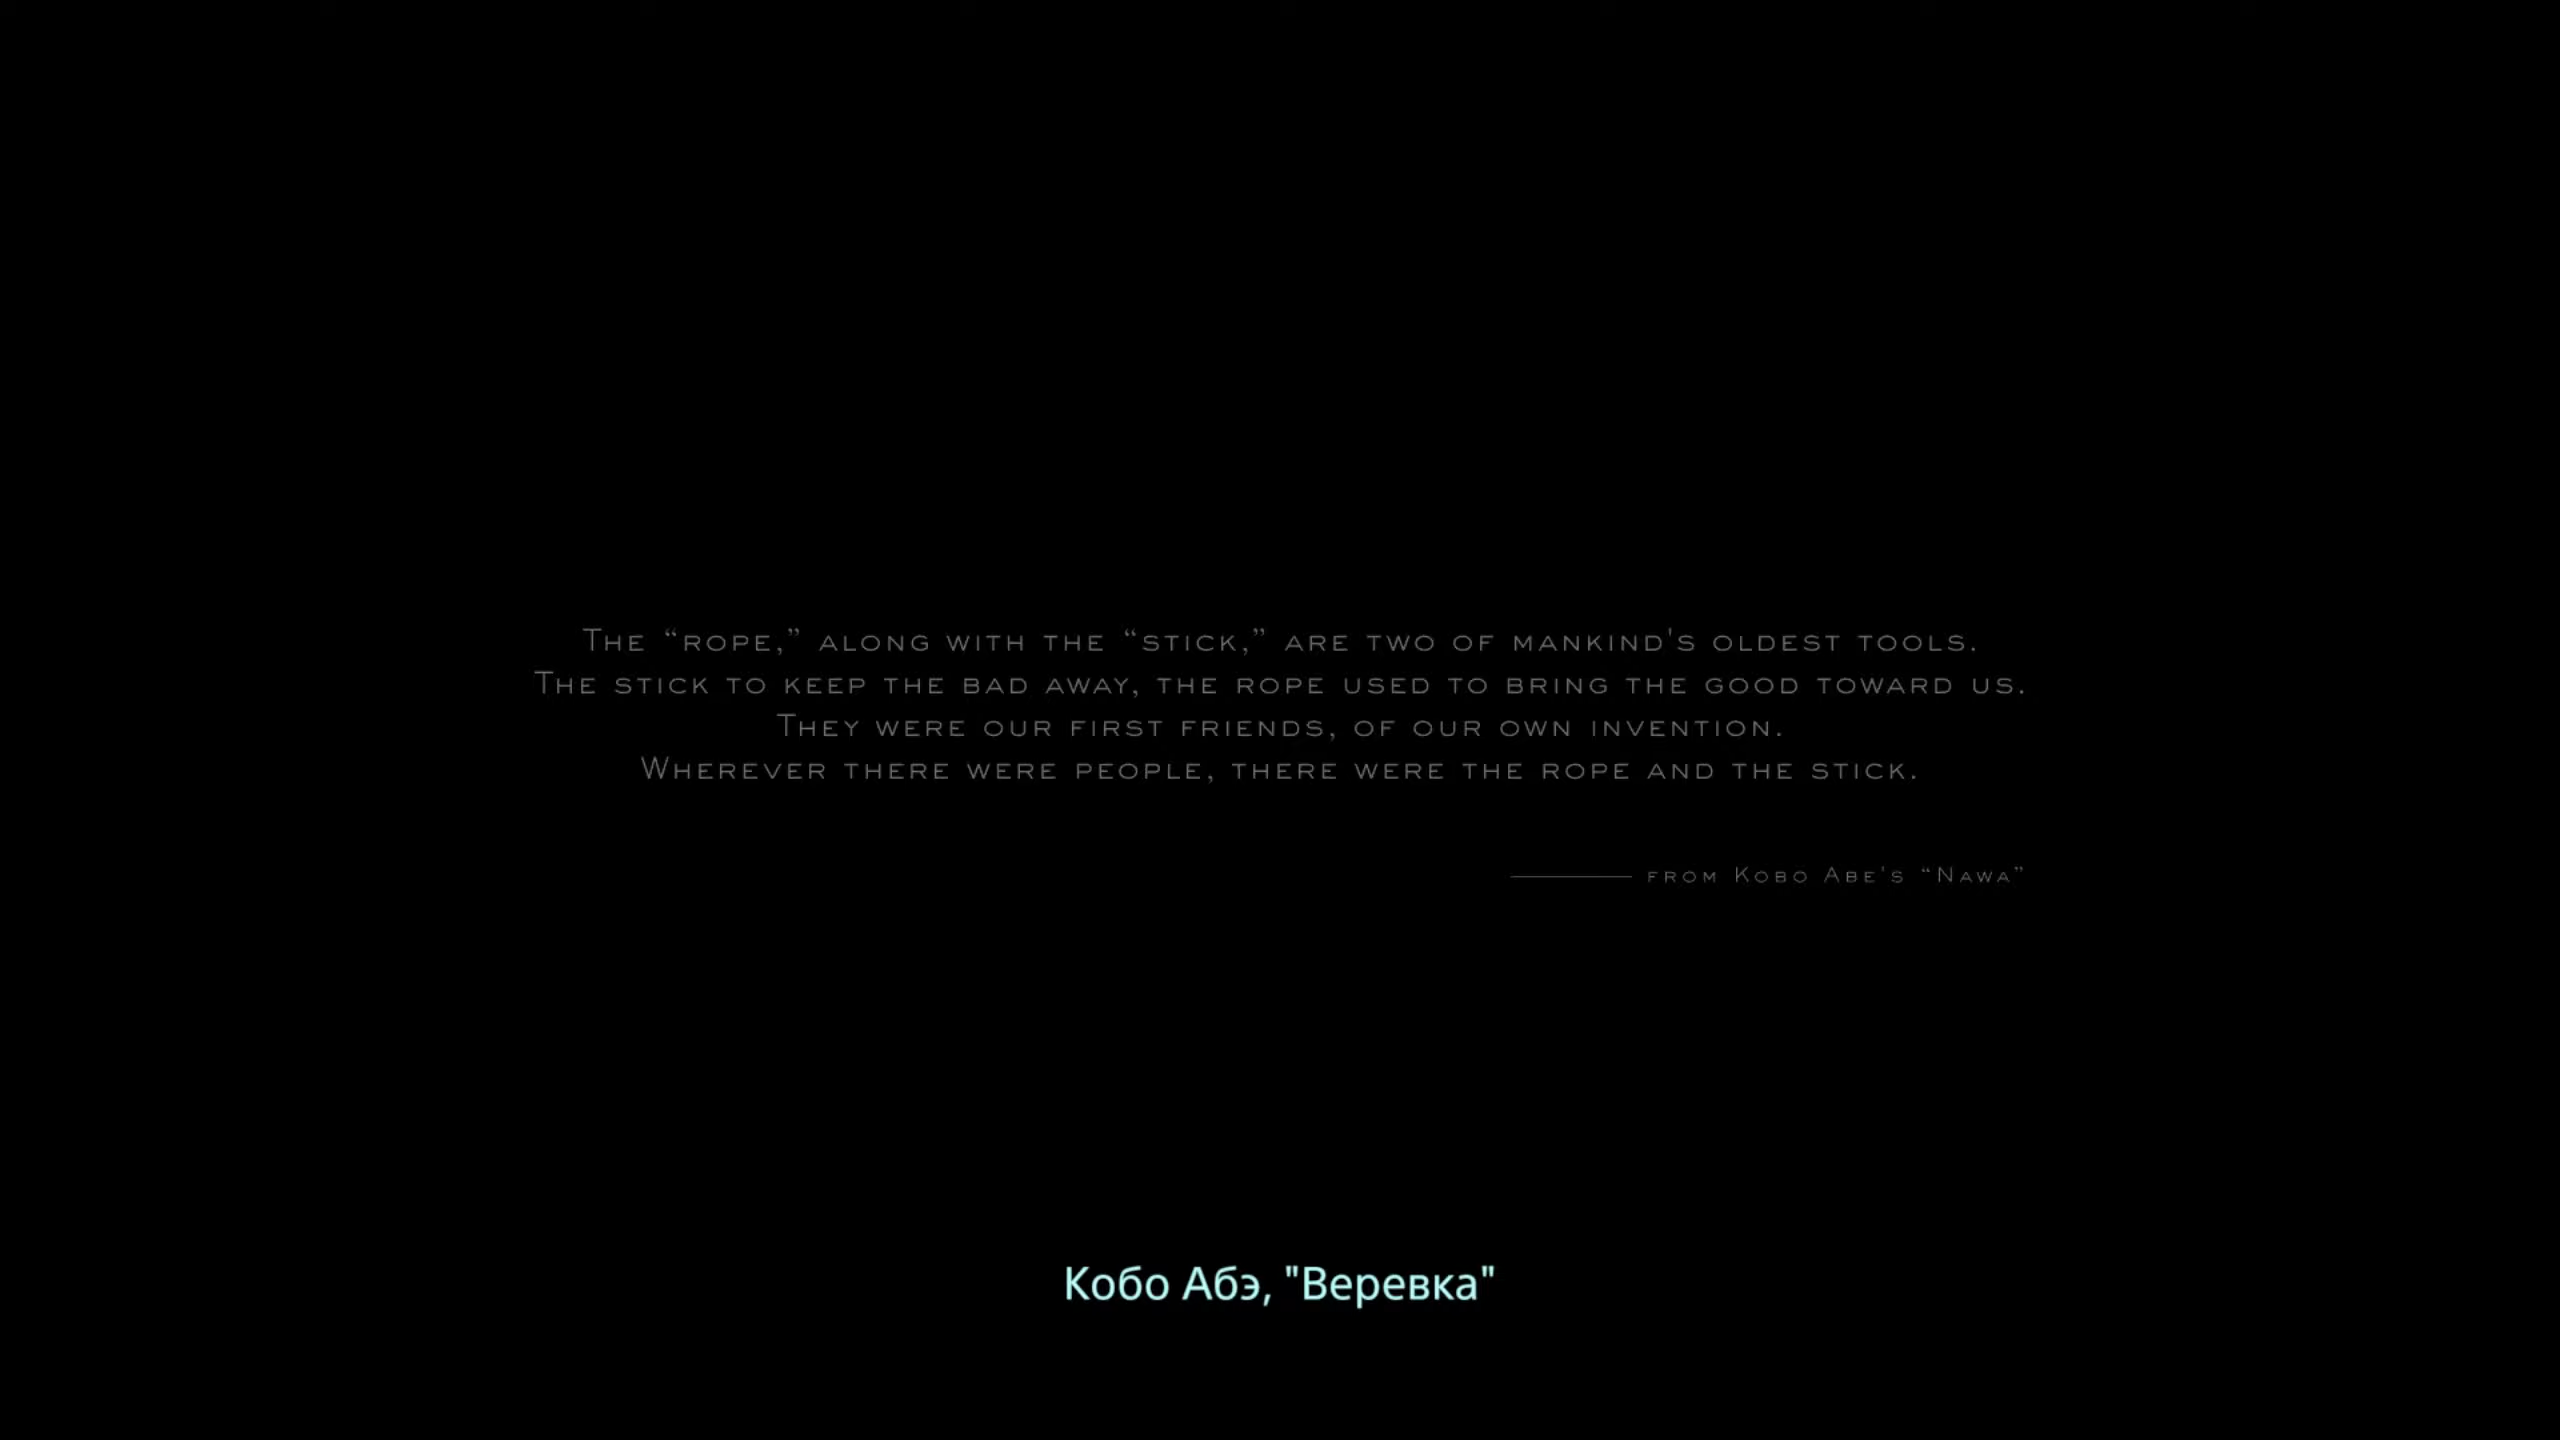 The “rope,” along with the “stick,” are two of mankind's oldest tools.
The stick to keep the bad away, the rope used to bring the good toward us.
They were our first friends, of our own invention.
Wherever there were people, there were the rope and the stick.
from Kobo Abe's “Nawa”
Кобо Абэ, "Веревка"